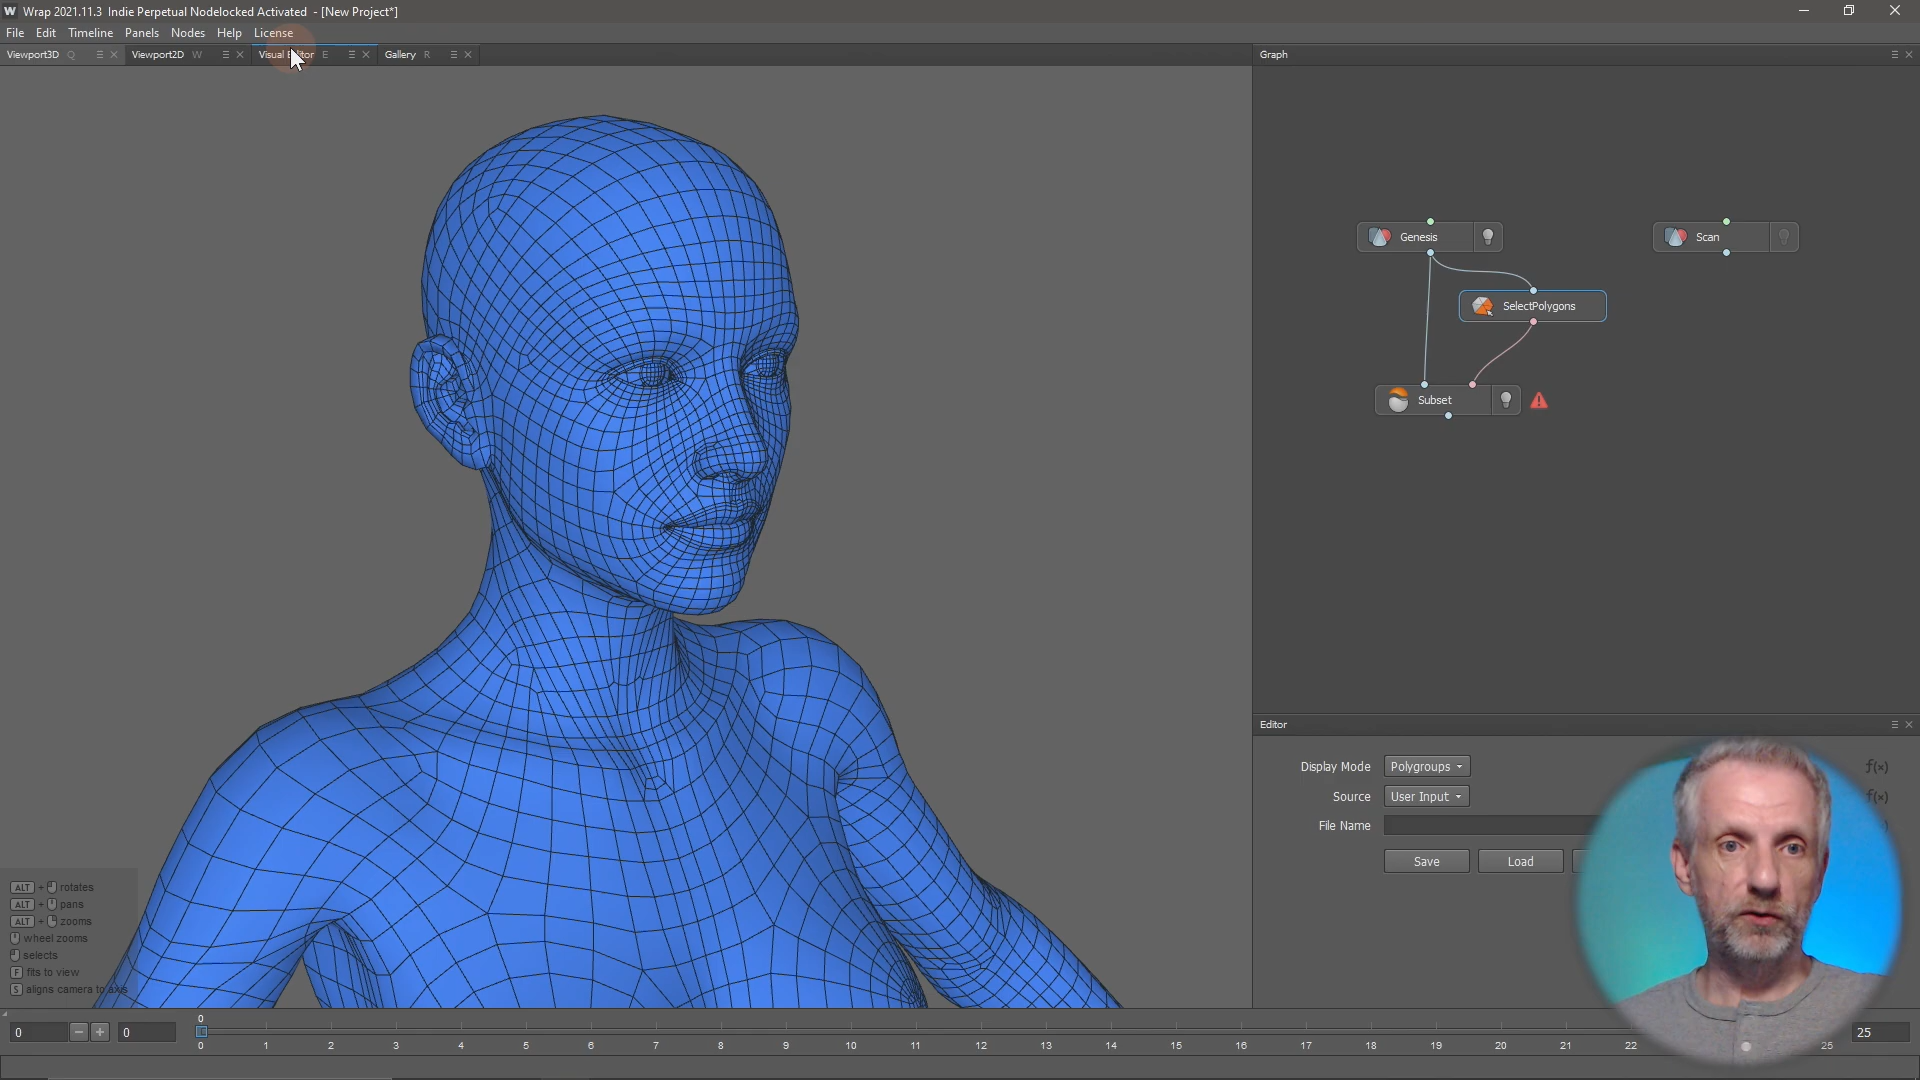 W Wrap 2021.11.3 Indie Perpetual Nodelocked Activated - [New Project*]
File Edit Timeline Panels Nodes Help License
Viewport3D Q Viewport2D W Visual Editor E Gallery R
Graph
Genesis
Scan
SelectPolygons
Subset
Editor
Display Mode Polygroups f(×)
Source User Input f(×)
File Name
Save Load
ALT + rotates
ALT + pans
ALT + zooms
wheel zooms
selects
F fits to view
S aligns camera to axis
0
0 0 25
0 1 2 3 4 5 6 7 8 9 10 11 12 13 14 15 16 17 18 19 20 21 22 25